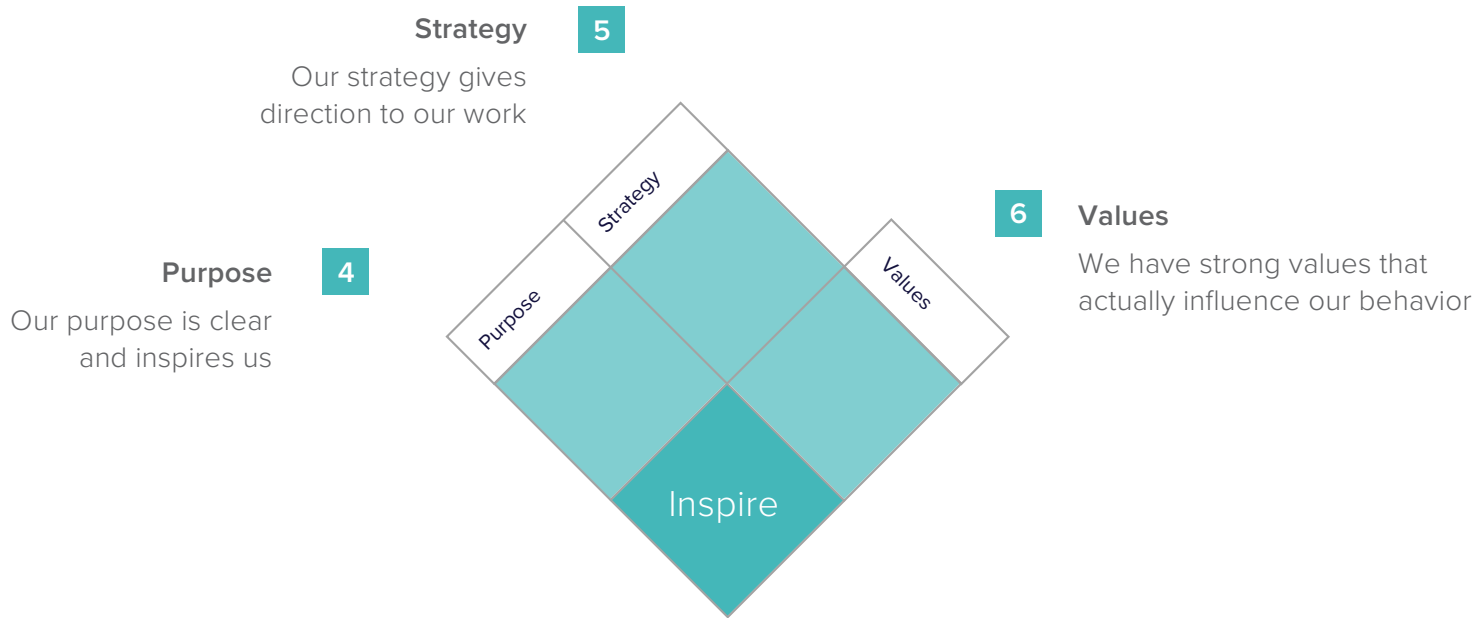 Strategy
5
Our strategy gives
direction to our work
Strategy
Purpose
4
Our purpose is clear
and inspires us
Purpose
Values
6
Values
We have strong values that
actually influence our behavior
Inspire